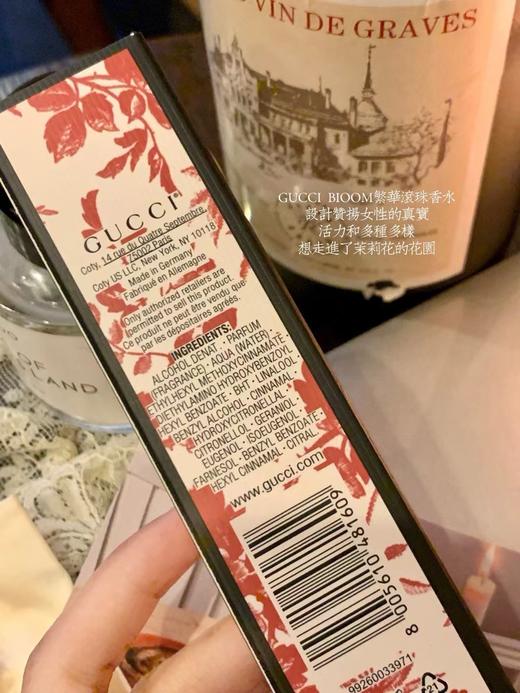 VIN DE GRAVES
GUCCI BIOOM繁華滾珠香水
設計贊揚女性的真實
活力和多種多樣
想走進了茉莉花的花園
GUCCI
Coty, 14 rue du Quatre Septembre,
75002 Paris
Coty US LLC, New York, NY 10118
Made in Germany
Fabriqué en Allemagne
Only authorized retailers are
permitted to sell this product.
Ce produit ne peut être vendu que
par les dépositaires agréés.
INGREDIENTS:
ALCOHOL DENAT. · PARFUM
(FRAGRANCE) · AQUA (WATER) ·
ETHYLHEXYL METHOXYCINNAMATE ·
DIETHYLAMINO HYDROXYBENZOYL
HEXYL BENZOATE · BHT · LINALOOL ·
BENZYL ALCOHOL · CINNAMAL ·
HYDROXYCITRONELLAL ·
CITRONELLOL · GERANIOL ·
EUGENOL · ISOEUGENOL ·
FARNESOL · BENZYL BENZOATE ·
HEXYL CINNAMAL · CITRAL.
www.gucci.com
8 005610 481609
99260033971
21
OF
LAND